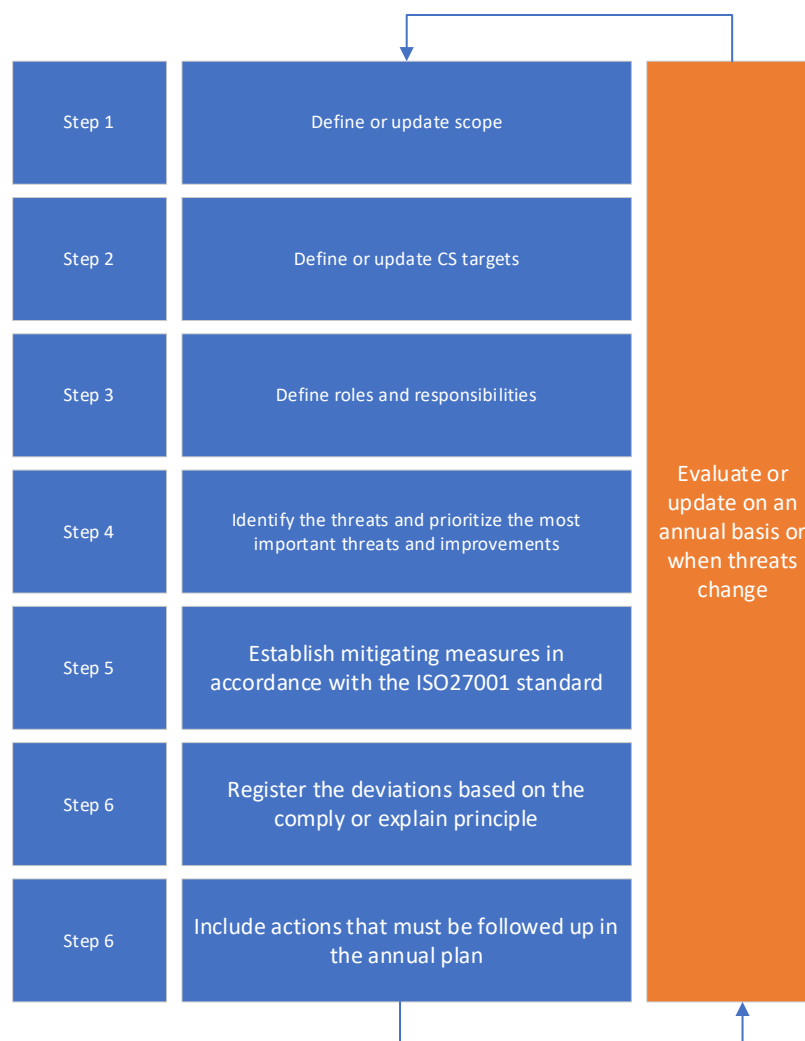 Step 1
Define or update scope
Step 2
Define or update CS targets
Step 3
Define roles and responsibilities
Step 4
Identify the threats and prioritize the most
important threats and improvements
Step 5
Establish mitigating measures in
accordance with the ISO27001 standard
Step 6
Register the deviations based on the
comply or explain principle
Step 6
Include actions that must be followed up in
the annual plan
Evaluate or
update on an
annual basis or
when threats
change